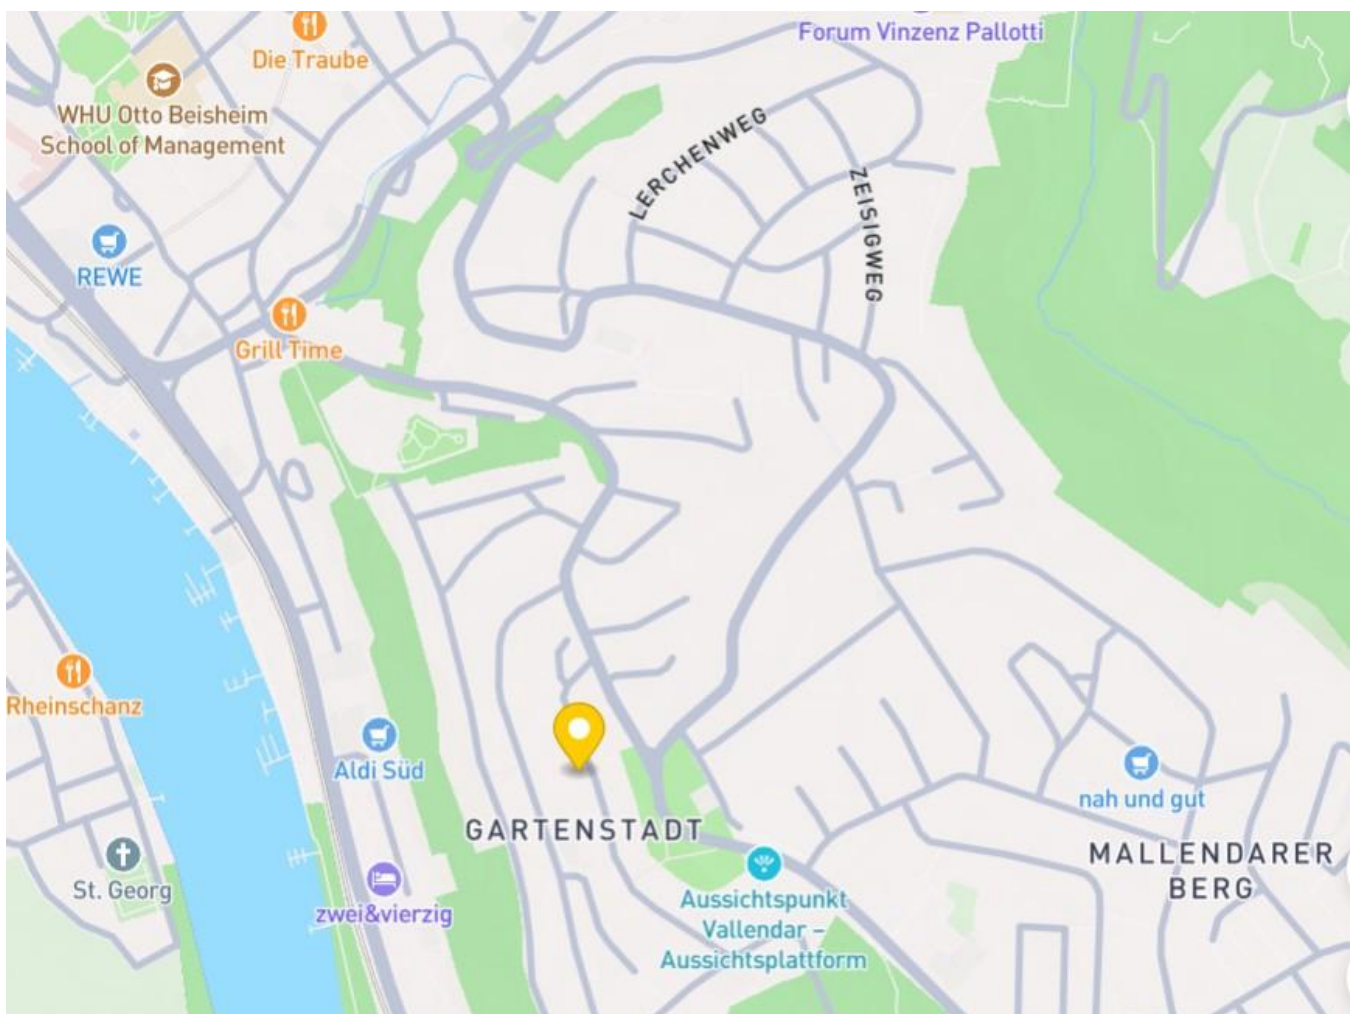 Forum Vinzenz Pallotti
Die Traube
WHU Otto Beisheim
School of Management
LERCHENWEG
ZEISIGWEG
REWE
Grill Time
Rheinschanz
Aldi Süd
nah und gut
GARTENSTADT
MALLENDARER
BERG
St. Georg
zwei&vierzig
Aussichtspunkt
Vallendar –
Aussichtsplattform